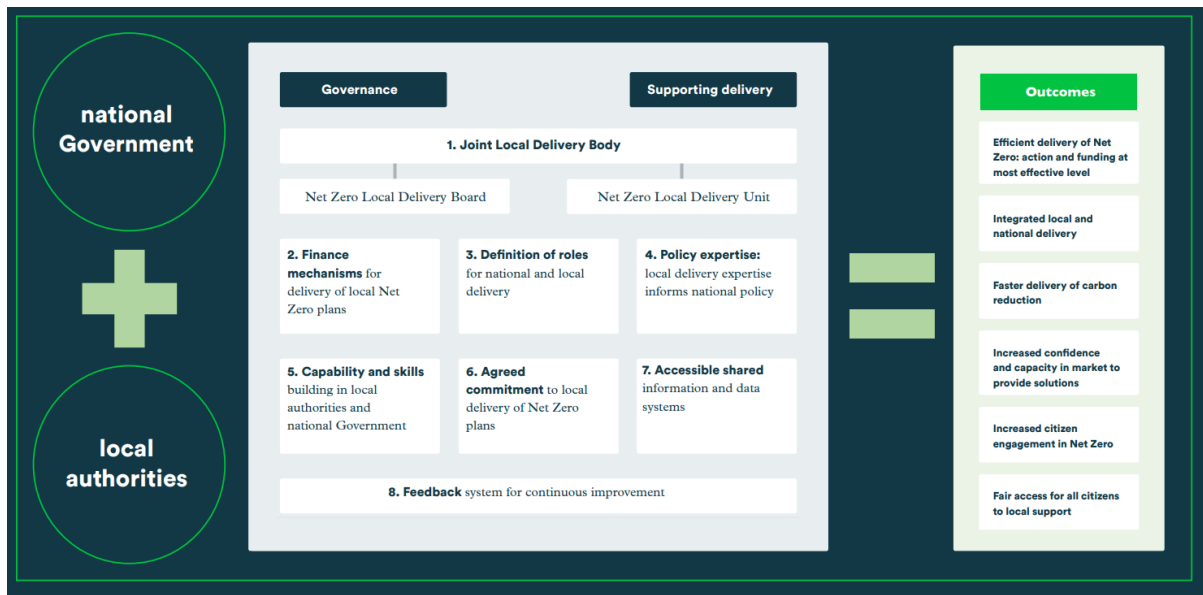 national
Government
local
authorities
Governance
Supporting delivery
1. Joint Local Delivery Body
Net Zero Local Delivery Board
Net Zero Local Delivery Unit
2. Finance
mechanisms for
delivery of local Net
Zero plans
3. Definition of roles
for national and local
delivery
4. Policy expertise:
local delivery expertise
informs national policy
5. Capability and skills
building in local
authorities and
national Government
6. Agreed
commitment to local
delivery of Net Zero
plans
7. Accessible shared
information and data
systems
8. Feedback system for continuous improvement
Outcomes
Efficient delivery of Net
Zero: action and funding at
most effective level
Integrated local and
national delivery
Faster delivery of carbon
reduction
Increased confidence
and capacity in market to
provide solutions
Increased citizen
engagement in Net Zero
Fair access for all citizens
to local support